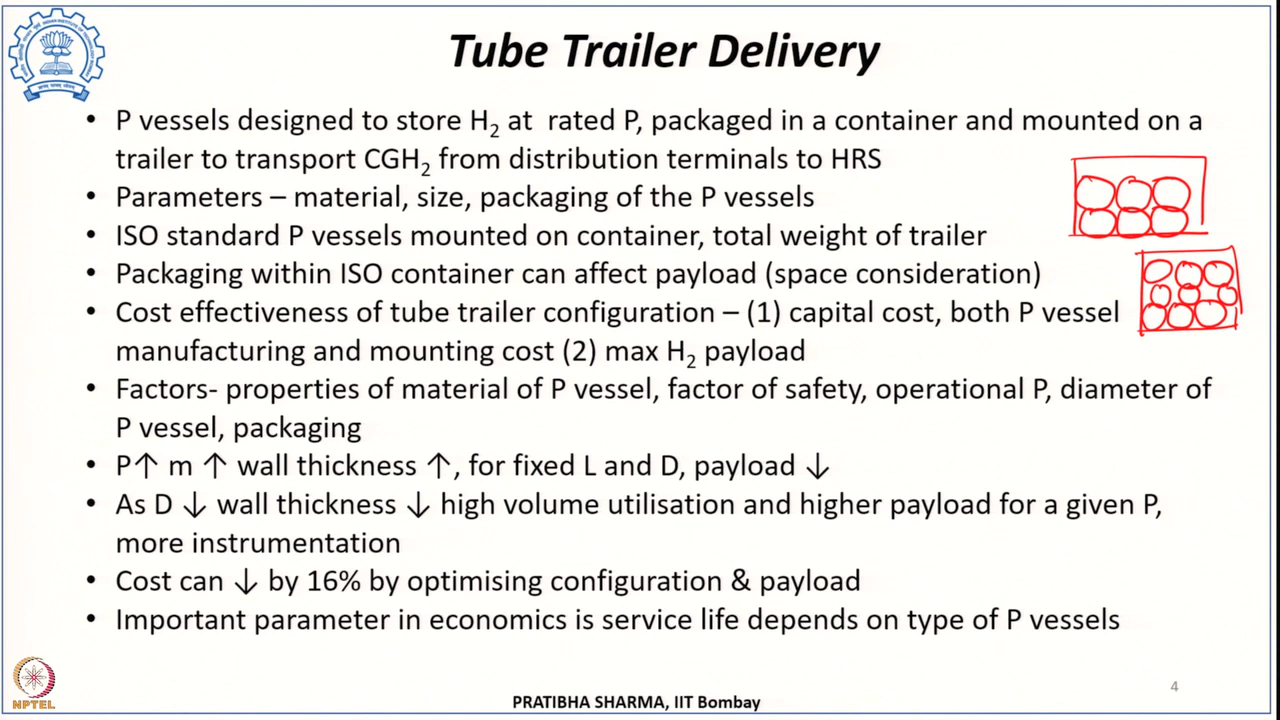 Tube Trailer Delivery
• P vessels designed to store H₂ at rated P, packaged in a container and mounted on a
trailer to transport CGH₂ from distribution terminals to HRS
• Parameters – material, size, packaging of the P vessels
• ISO standard P vessels mounted on container, total weight of trailer
• Packaging within ISO container can affect payload (space consideration)
• Cost effectiveness of tube trailer configuration – (1) capital cost, both P vessel
manufacturing and mounting cost (2) max H₂ payload
• Factors- properties of material of P vessel, factor of safety, operational P, diameter of
P vessel, packaging
• P↑ m ↑ wall thickness ↑, for fixed L and D, payload ↓
• As D ↓ wall thickness ↓ high volume utilisation and higher payload for a given P,
more instrumentation
• Cost can ↓ by 16% by optimising configuration & payload
• Important parameter in economics is service life depends on type of P vessels
4
NPTEL
PRATIBHA SHARMA, IIT Bombay